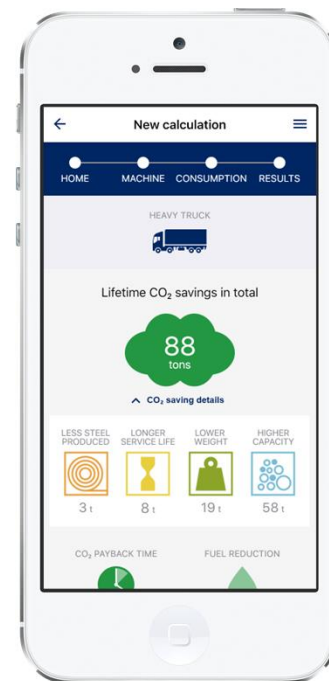 New calculation
HOME MACHINE CONSUMPTION RESULTS
HEAVY TRUCK
Lifetime CO₂ savings in total
88
tons
CO₂ saving details
LESS STEEL PRODUCED
LONGER SERVICE LIFE
LOWER WEIGHT
HIGHER CAPACITY
3 t 8 t 19 t 58 t
CO₂ PAYBACK TIME FUEL REDUCTION